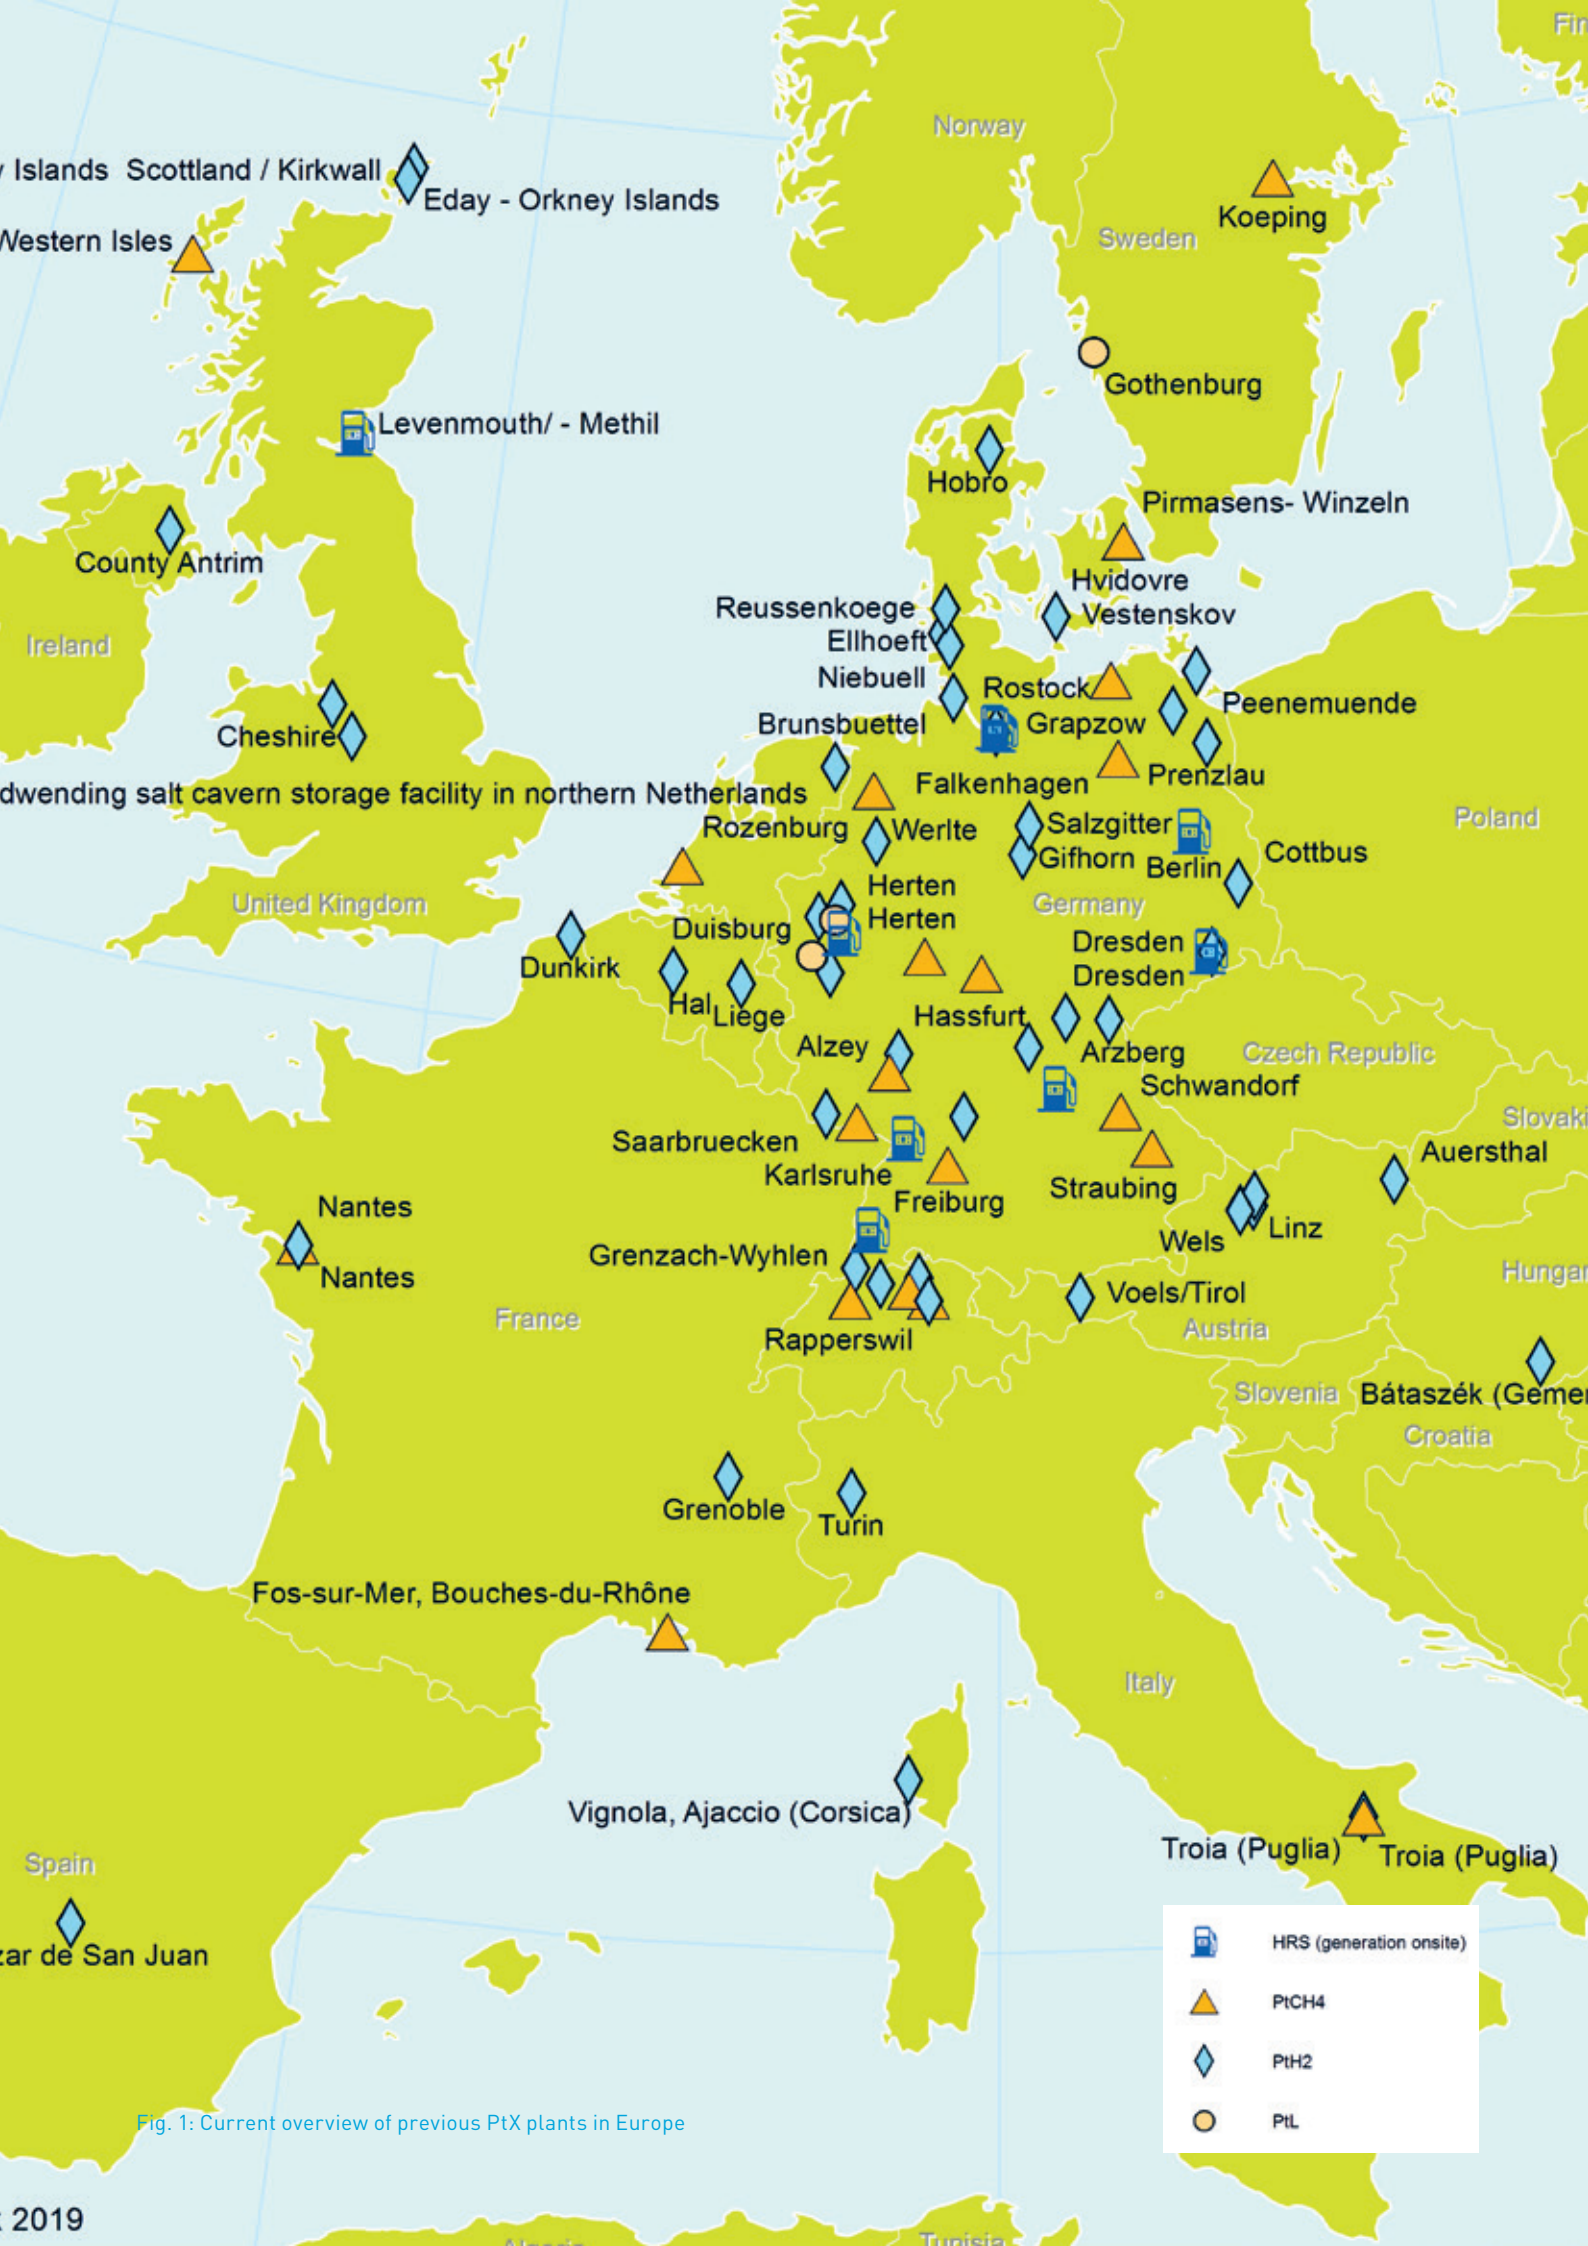 Norway
Islands Scottland / Kirkwall
Eday - Orkney Islands
Western Isles
Koeping
Sweden
Gothenburg
Levenmouth/ - Methil
Hobro
Pirmasens- Winzeln
County Antrim
Hvidovre
Reussenkoege
Vestenskov
Ireland
Ellhoeft
Niebuell
Rostock
Peenemuende
Brunsbuettel
Grapzow
Cheshire
Falkenhagen
Prenzlau
dwending salt cavern storage facility in northern Netherlands
Poland
Rozenburg
Werlte
Salzgitter
Gifhorn
Berlin
Cottbus
Herten
United Kingdom
Germany
Herten
Duisburg
Dresden
Dunkirk
Dresden
Hal
Liege
Hassfurt
Alzey
Arzberg
Czech Republic
Schwandorf
Slovaki
Saarbruecken
Auersthal
Karlsruhe
Freiburg
Straubing
Nantes
Linz
Wels
Grenzach-Wyhlen
Nantes
Hungar
Voels/Tirol
France
Austria
Rapperswil
Slovenia
Bátaszék (Gemer
Croatia
Grenoble
Turin
Fos-sur-Mer, Bouches-du-Rhône
Italy
Vignola, Ajaccio (Corsica)
Troia (Puglia)
Troia (Puglia)
Spain
zar de San Juan
HRS (generation onsite)
PtCH4
PtH2
PtL
Fig. 1: Current overview of previous PtX plants in Europe
2019
Tunisia